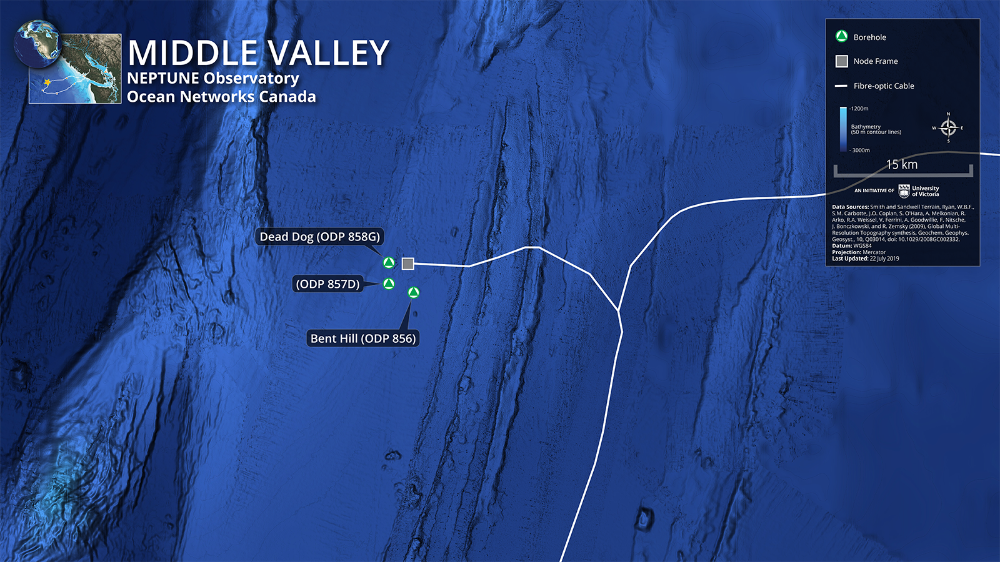 MIDDLE VALLEY
NEPTUNE Observatory
Ocean Networks Canada
Borehole
Node Frame
Fibre-optic Cable
-1200m
Bathymetry
(50 m contour lines)
- 3000m
N
W
E
S
15 km
AN INITIATIVE OF
University
of Victoria
Data Sources: Smith and Sandwell Terrain, Ryan, W.B.F.,
S.M. Carbotte, J.O. Coplan, S. O'Hara, A. Melkonian, R.
Arko, R.A. Weissel, V. Ferrini, A. Goodwillie, F. Nitsche,
J. Bonczkowski, and R. Zemsky (2009), Global Multi-
Resolution Topography synthesis, Geochem. Geophys.
Geosyst., 10, Q03014, doi: 10.1029/2008GC002332.
Datum: WGS84
Projection: Mercator
Last Updated: 22 July 2019
Dead Dog (ODP 858G)
(ODP 857D)
Bent Hill (ODP 856)